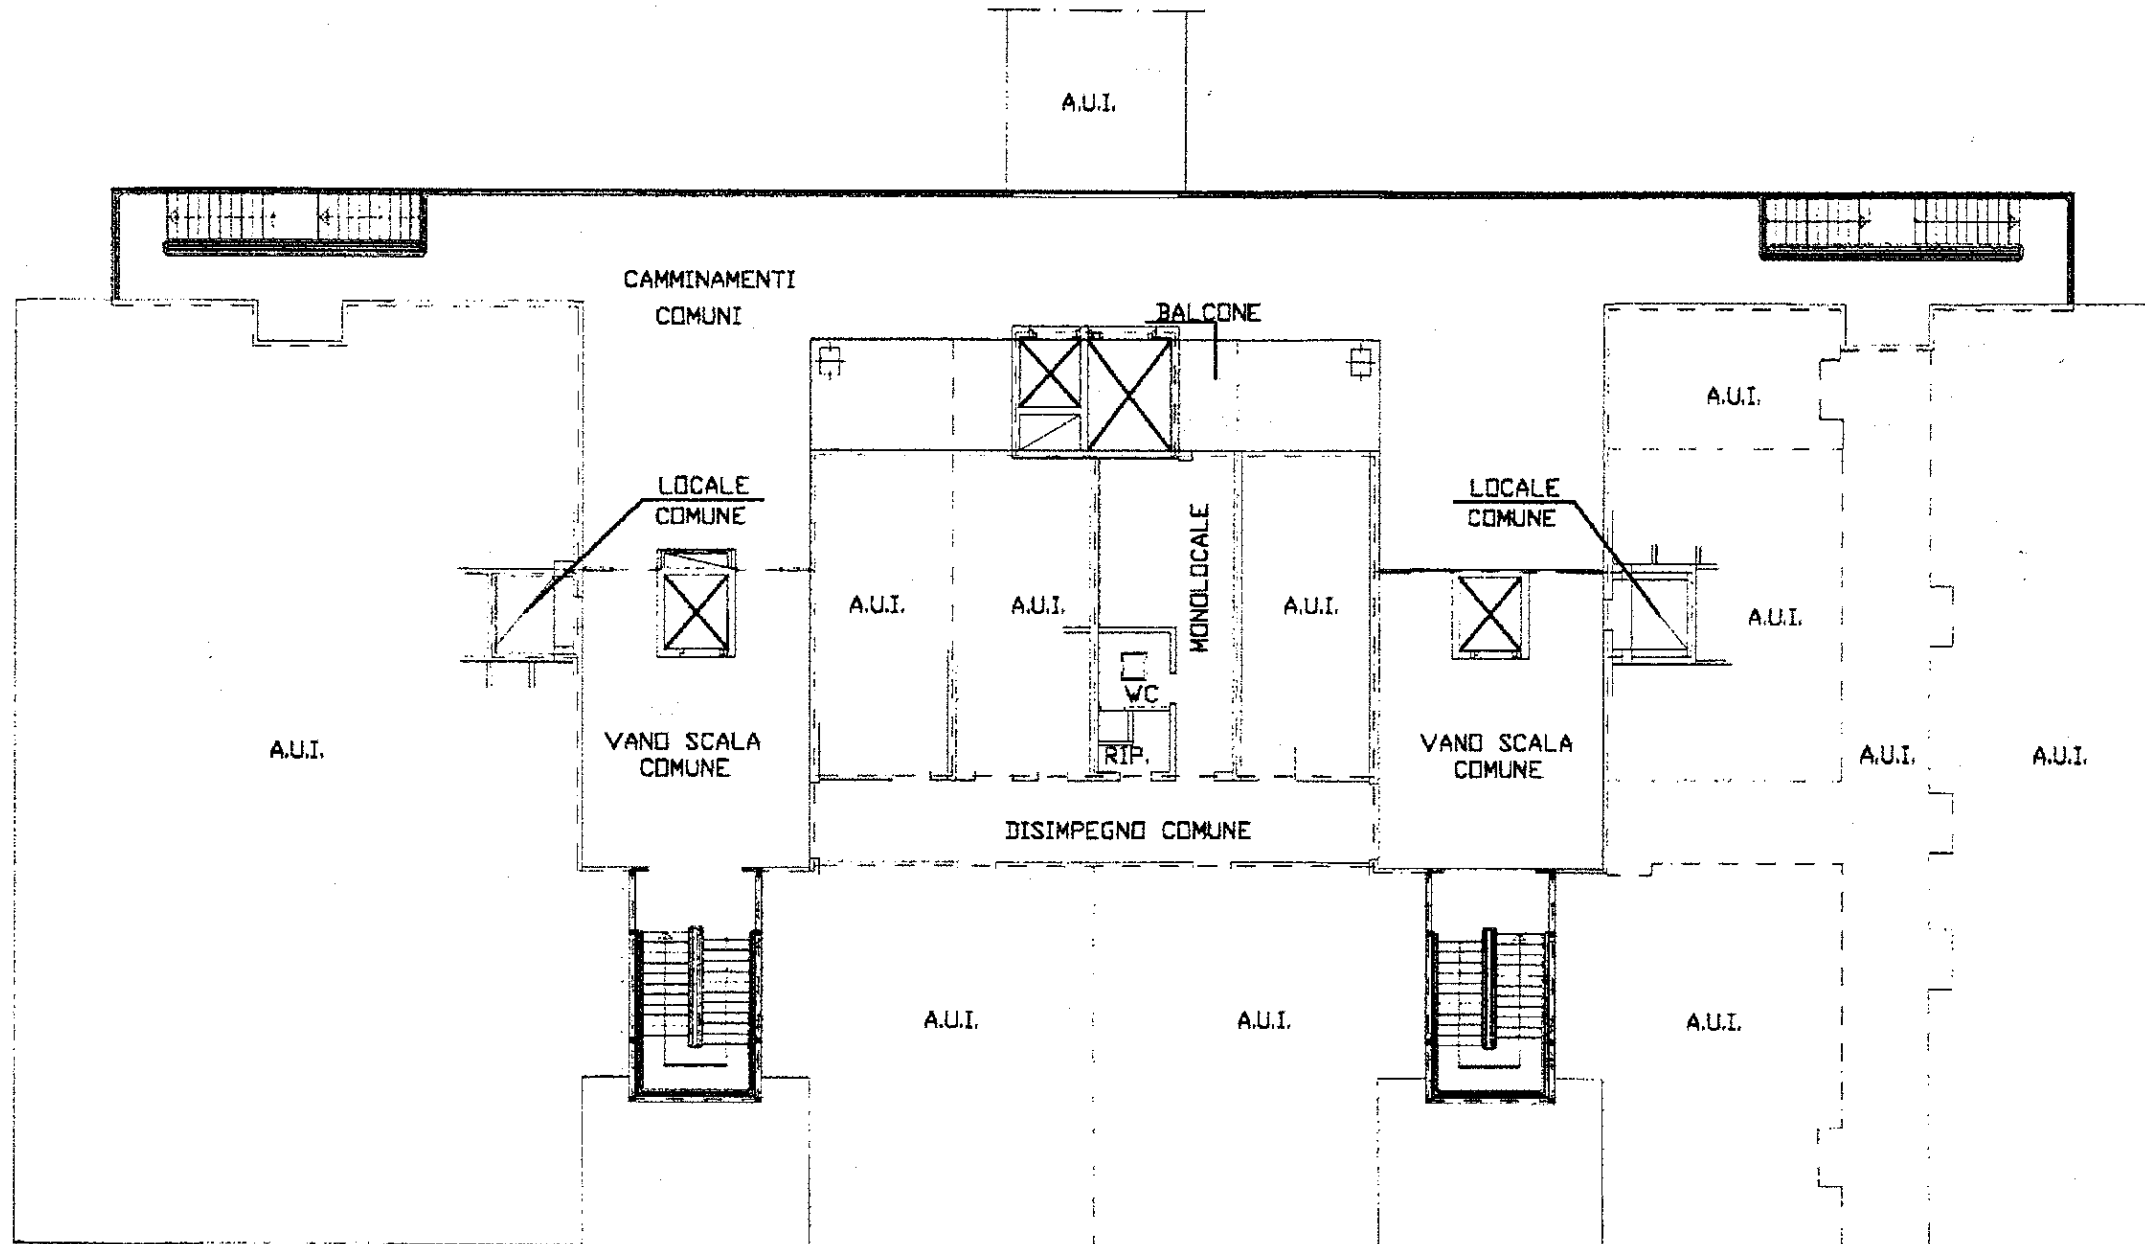 A.U.I.
CAMMINAMENTI
COMUNI
BALCONE
A.U.I.
LOCALE
COMUNE
LOCALE
COMUNE
MONOLOCALE
A.U.I.
A.U.I.
A.U.I.
A.U.I.
WC
RIP.
A.U.I.
VANO SCALA
COMUNE
VANO SCALA
COMUNE
A.U.I.
A.U.I.
DISIMPEGNO COMUNE
A.U.I.
A.U.I.
A.U.I.